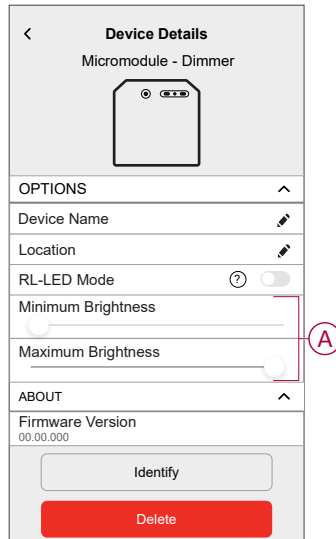 Device Details
Micromodule - Dimmer
OPTIONS
Device Name
Location
RL-LED Mode ?
Minimum Brightness
A
Maximum Brightness
ABOUT
Firmware Version
00.00.000
Identify
Delete